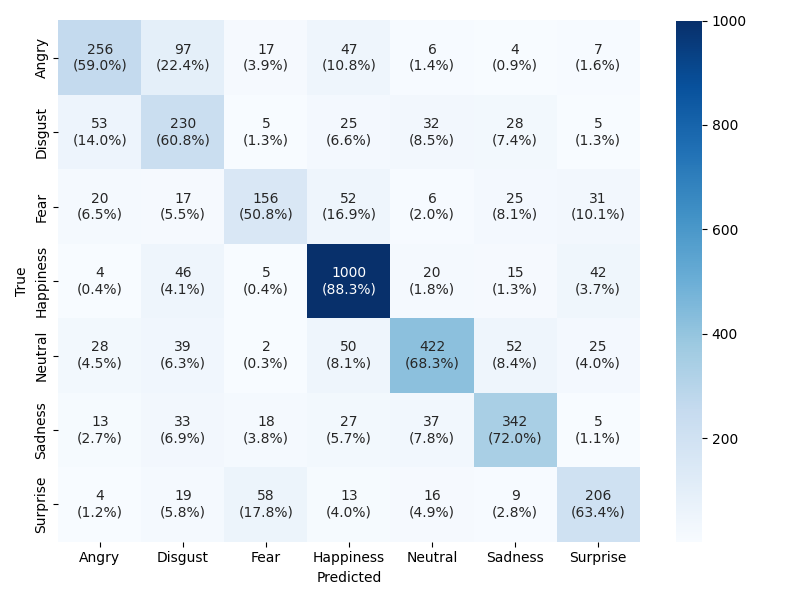 256 97 17 47 6 4 7
(59.0%) (22.4%) (3.9%) (10.8%) (1.4%) (0.9%) (1.6%)
Angry
53 230 5 25 32 28 5
(14.0%) (60.8%) (1.3%) (6.6%) (8.5%) (7.4%) (1.3%)
Disgust
20 17 156 52 6 25 31
(6.5%) (5.5%) (50.8%) (16.9%) (2.0%) (8.1%) (10.1%)
Fear
4 46 5 1000 20 15 42
(0.4%) (4.1%) (0.4%) (88.3%) (1.8%) (1.3%) (3.7%)
Happiness
True
28 39 2 50 422 52 25
(4.5%) (6.3%) (0.3%) (8.1%) (68.3%) (8.4%) (4.0%)
Neutral
13 33 18 27 37 342 5
(2.7%) (6.9%) (3.8%) (5.7%) (7.8%) (72.0%) (1.1%)
Sadness
4 19 58 13 16 9 206
(1.2%) (5.8%) (17.8%) (4.0%) (4.9%) (2.8%) (63.4%)
Surprise
Angry Disgust Fear Happiness Neutral Sadness Surprise
Predicted
1000
800
600
400
200